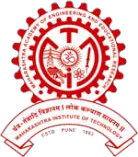 MAHARASHTRA ACADEMY OF ENGINEERING AND EDUCATIONAL RESEARCH
ESTD PUNE 1983
MAHARASHTRA INSTITUTE OF TECHNOLOGY